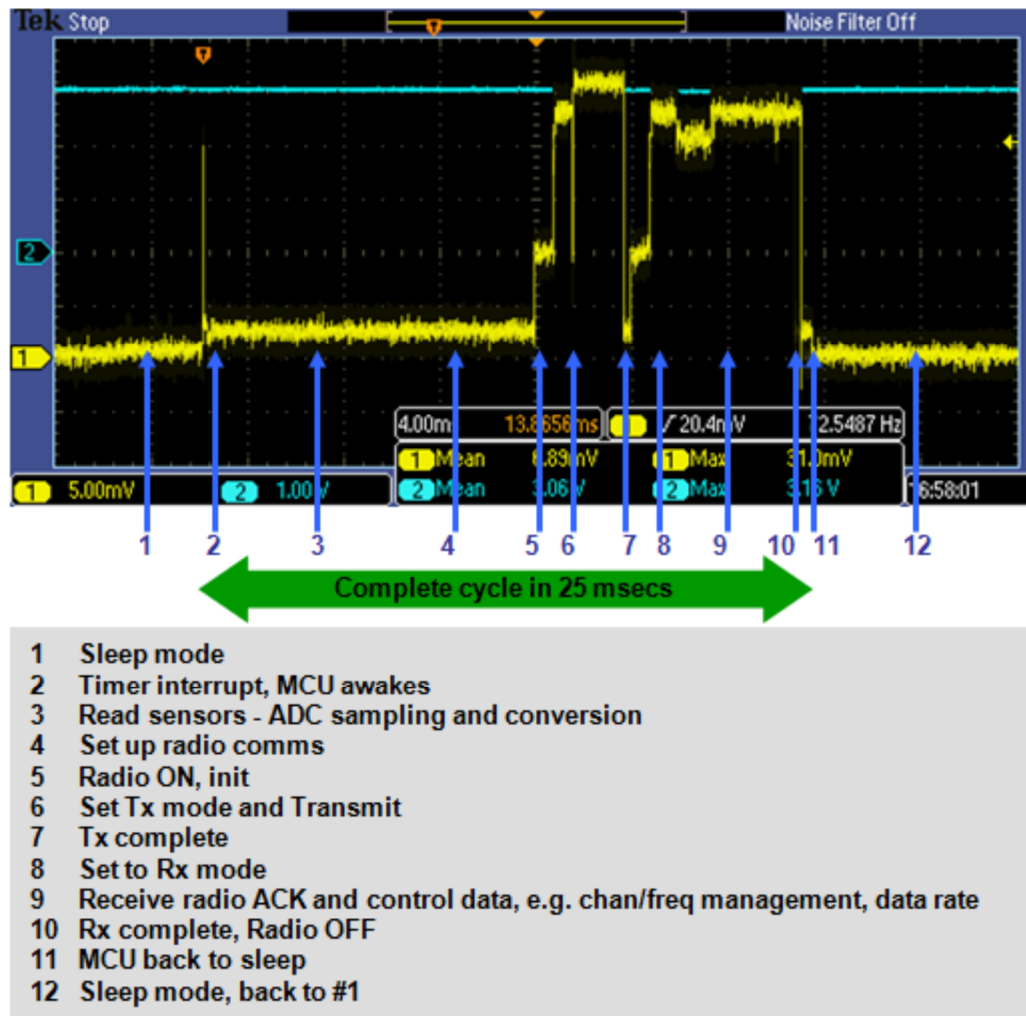 Tek Stop
Noise Filter Off
T
T
2
1
4.00m 13.8656ms / 20.4mV 2.5487 Hz
1 Mean 6.89mV 1 Max 31.0mV
1 5.00mV 2 1.00 V 2 Mean 3.06 V 2 Max 3.16 V 6:58:01
1 2 3 4 5 6 7 8 9 10 11 12
Complete cycle in 25 msecs
1 Sleep mode
2 Timer interrupt, MCU awakes
3 Read sensors - ADC sampling and conversion
4 Set up radio comms
5 Radio ON, init
6 Set Tx mode and Transmit
7 Tx complete
8 Set to Rx mode
9 Receive radio ACK and control data, e.g. chan/freq management, data rate
10 Rx complete, Radio OFF
11 MCU back to sleep
12 Sleep mode, back to #1